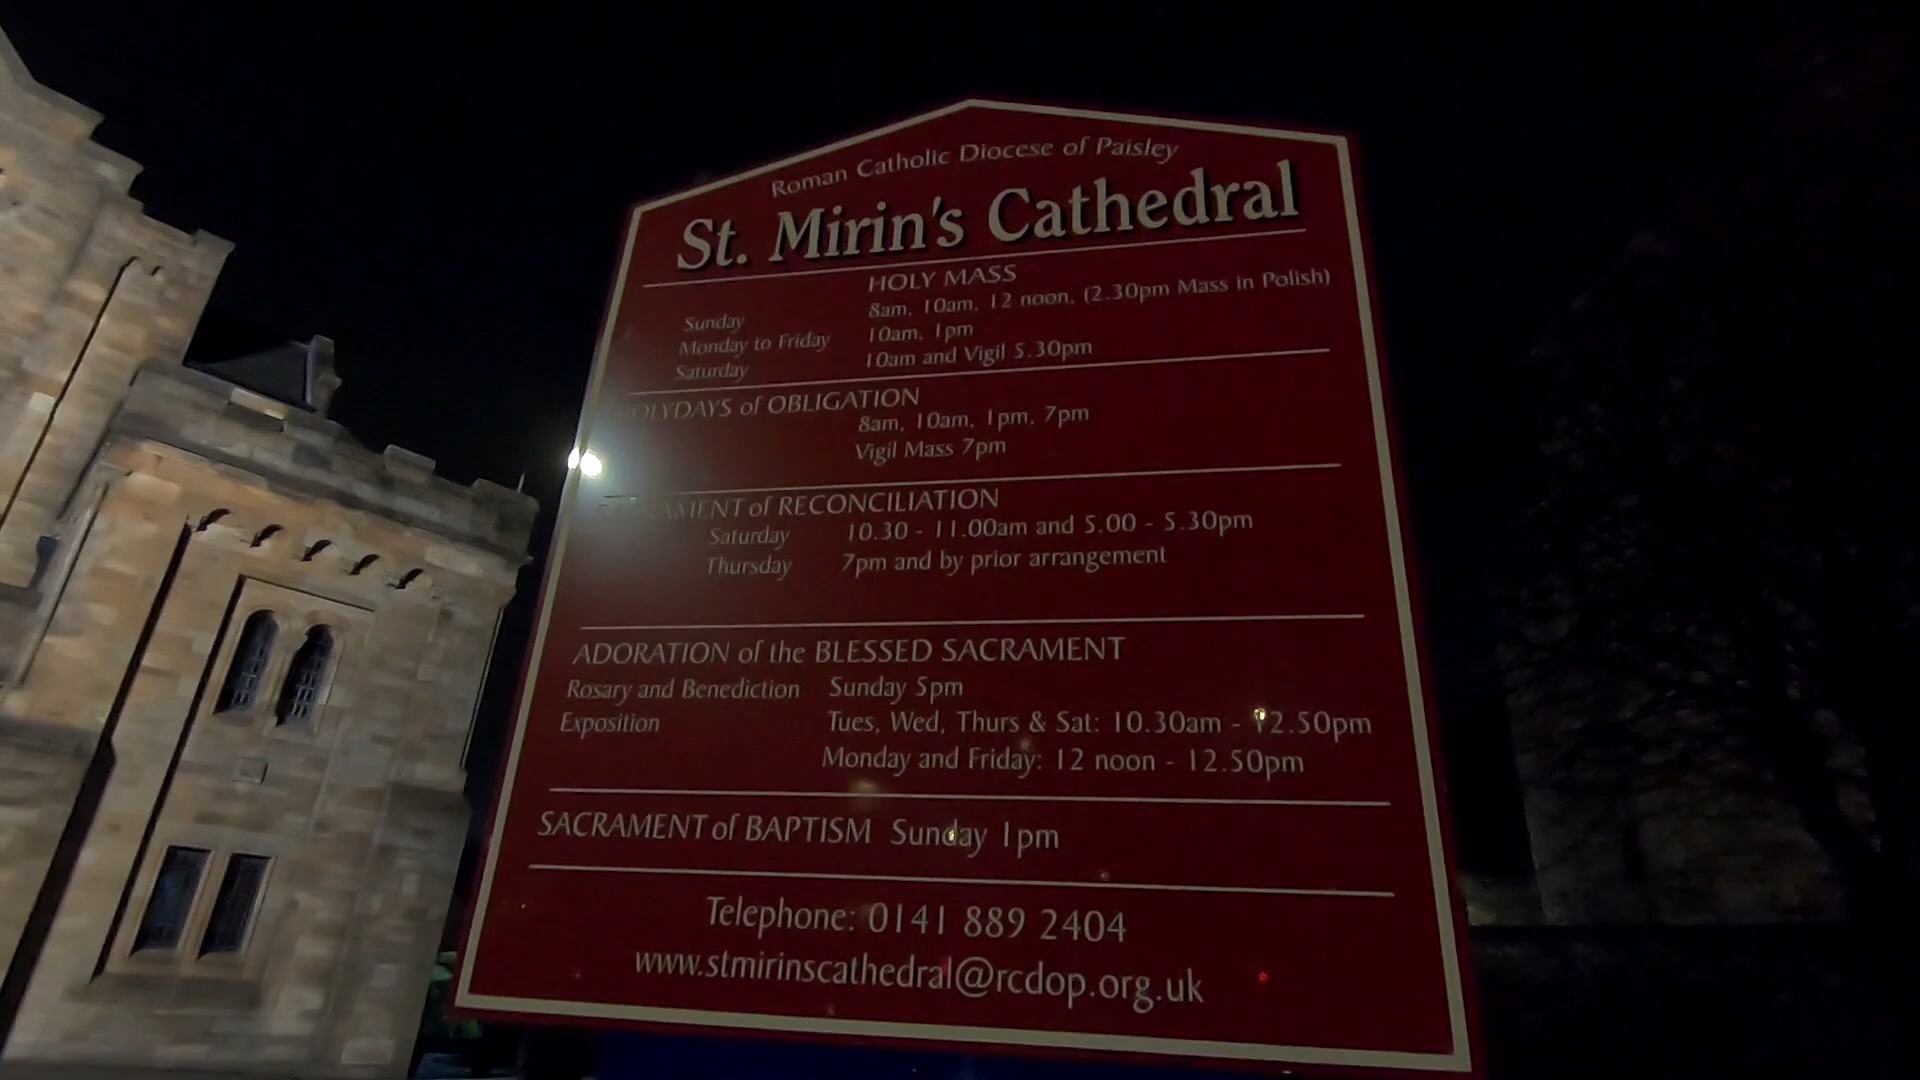 Roman Catholic Diocese of Paisley
St. Mirin's Cathedral
HOLY MASS
Sunday 8am, 10am, 12 noon, (2.30pm Mass in Polish)
Monday to Friday 10am, 1pm
Saturday 10am and Vigil 5.30pm
HOLYDAYS of OBLIGATION
8am, 10am, 1pm, 7pm
Vigil Mass 7pm
of RECONCILIATION
Saturday 10.30 - 11.00am and 5.00 - 5.30pm
Thursday 7pm and by prior arrangement
ADORATION of the BLESSED SACRAMENT
Rosary and Benediction Sunday 5pm
Exposition Tues, Wed, Thurs & Sat: 10.30am - 12.50pm
Monday and Friday: 12 noon - 12.50pm
SACRAMENT of BAPTISM Sunday 1pm
Telephone: 0141 889 2404
www.stmirinscathedral@rcdop.org.uk